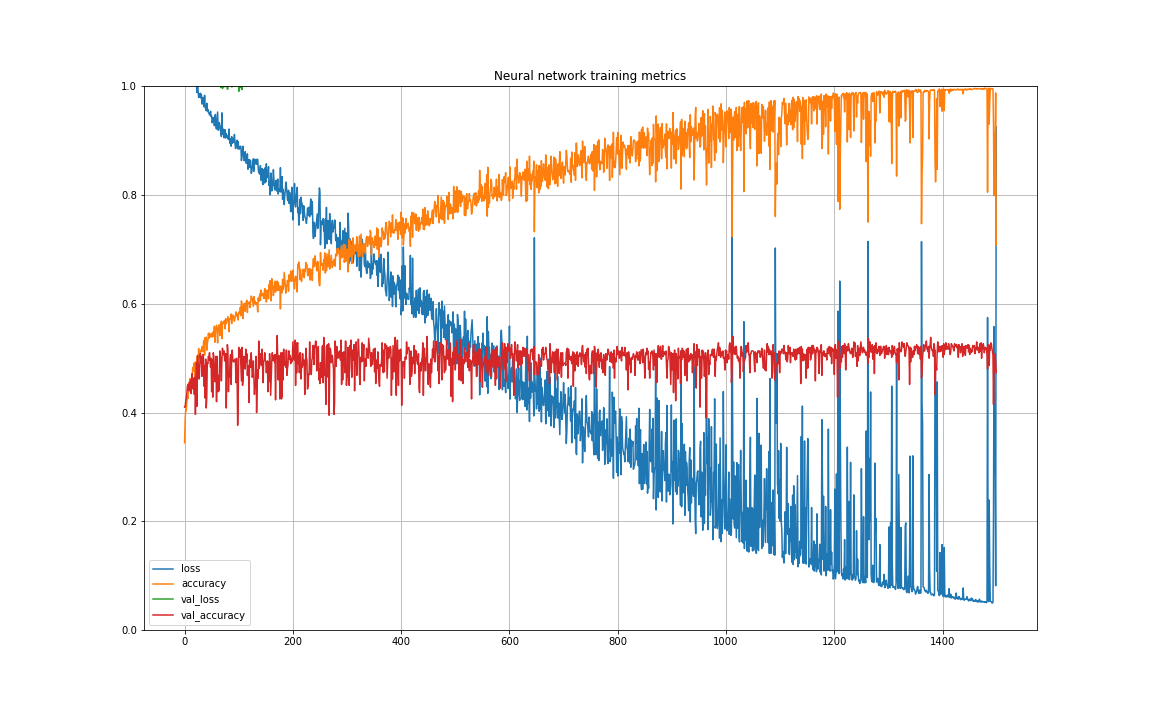 Neural network training metrics
1.0
0.8
0.6
0.4
0.2
0.0
loss
accuracy
val_loss
val_accuracy
0 200 400 600 800 1000 1200 1400